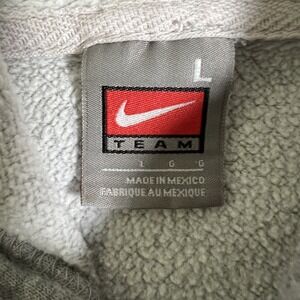 L
TEAM
L G G
MADE IN MEXICO
FABRIQUE AU MEXIQUE